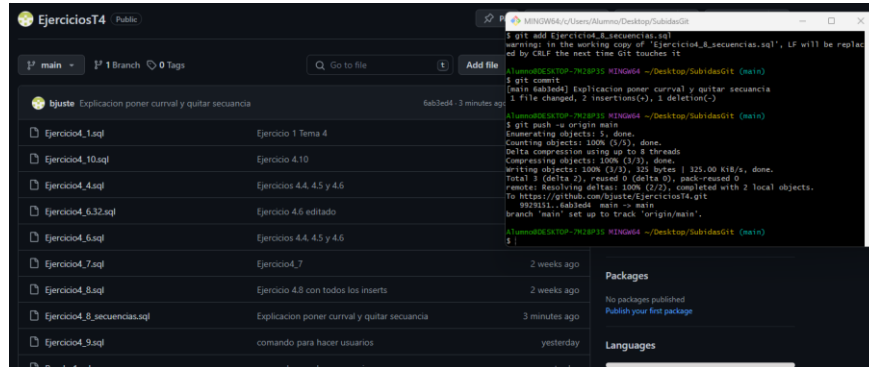 EjerciciosT4 Public
main 1 Branch 0 Tags Go to file t Add file
bjuste Explicacion poner currval y quitar secuancia 6ab3ed4 · 3 minutes ago
Ejercicio4_1.sql Ejercicio 1 Tema 4
Ejercicio4_10.sql Ejercicio 4.10
Ejercicio4_4.sql Ejercicios 4.4, 4.5 y 4.6
Ejercicio4_6.32.sql Ejercicio 4.6 editado
Ejercicio4_6.sql Ejercicios 4.4, 4.5 y 4.6
Ejercicio4_7.sql Ejercicio4_7 2 weeks ago
Ejercicio4_8.sql Ejercicio 4.8 con todos los inserts 2 weeks ago
Ejercicio4_8_secuencias.sql Explicacion poner currval y quitar secuancia 3 minutes ago
Ejercicio4_9.sql comando para hacer usuarios yesterday
MINGW64:/c/Users/Alumno/Desktop/SubidasGit
$ git add Ejercicio4_8_secuencias.sql
warning: in the working copy of 'Ejercicio4_8_secuencias.sql', LF will be replac
ed by CRLF the next time Git touches it
Alumno@DESKTOP-7M28P3S MINGW64 ~/Desktop/SubidasGit (main)
$ git commit
[main 6ab3ed4] Explicacion poner currval y quitar secuancia
1 file changed, 2 insertions(+), 1 deletion(-)
Alumno@DESKTOP-7M28P3S MINGW64 ~/Desktop/SubidasGit (main)
$ git push -u origin main
Enumerating objects: 5, done.
Counting objects: 100% (5/5), done.
Delta compression using up to 8 threads
Compressing objects: 100% (3/3), done.
Writing objects: 100% (3/3), 325 bytes | 325.00 KiB/s, done.
Total 3 (delta 2), reused 0 (delta 0), pack-reused 0
remote: Resolving deltas: 100% (2/2), completed with 2 local objects.
To https://github.com/bjuste/EjerciciosT4.git
9929151..6ab3ed4 main -> main
branch 'main' set up to track 'origin/main'.
Alumno@DESKTOP-7M28P3S MINGW64 ~/Desktop/SubidasGit (main)
$
Packages
No packages published
Publish your first package
Languages